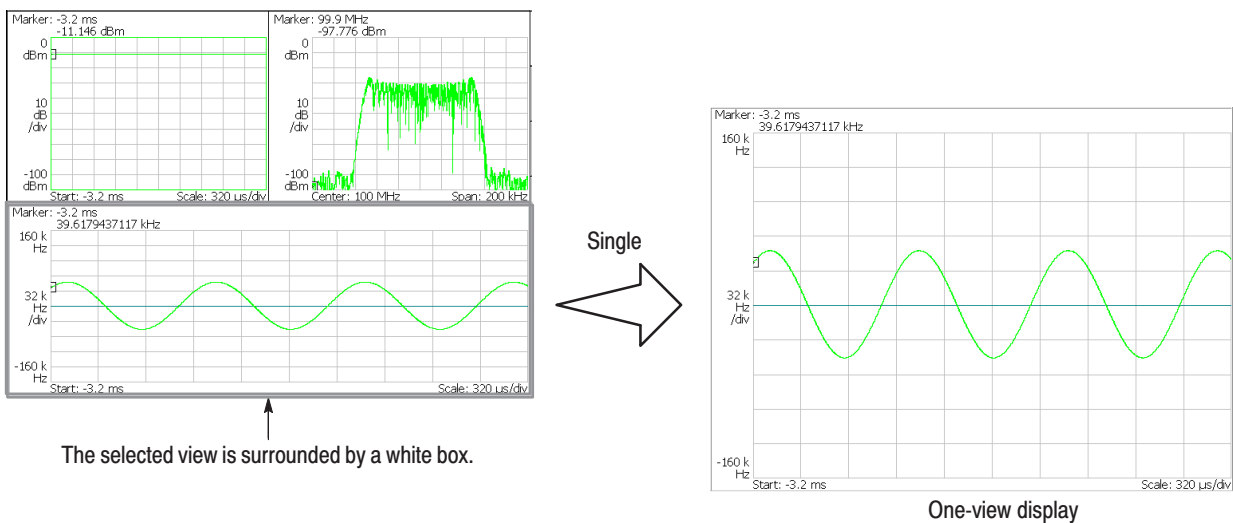 Marker: -3.2 ms
-11.146 dBm
0
dBm
10
dB
/div
-100
dBm
Start: -3.2 ms Scale: 320 µs/div
Marker: 99.9 MHz
-97.776 dBm
0
dBm
10
dB
/div
-100
dBm
Center: 100 MHz Span: 200 kHz
Marker: -3.2 ms
39.6179437117 kHz
160 k
Hz
32 k
Hz
/div
-160 k
Hz
Start: -3.2 ms Scale: 320 µs/div
The selected view is surrounded by a white box.
Single
Marker: -3.2 ms
39.6179437117 kHz
160 k
Hz
32 k
Hz
/div
-160 k
Hz
Start: -3.2 ms Scale: 320 µs/div
One-view display